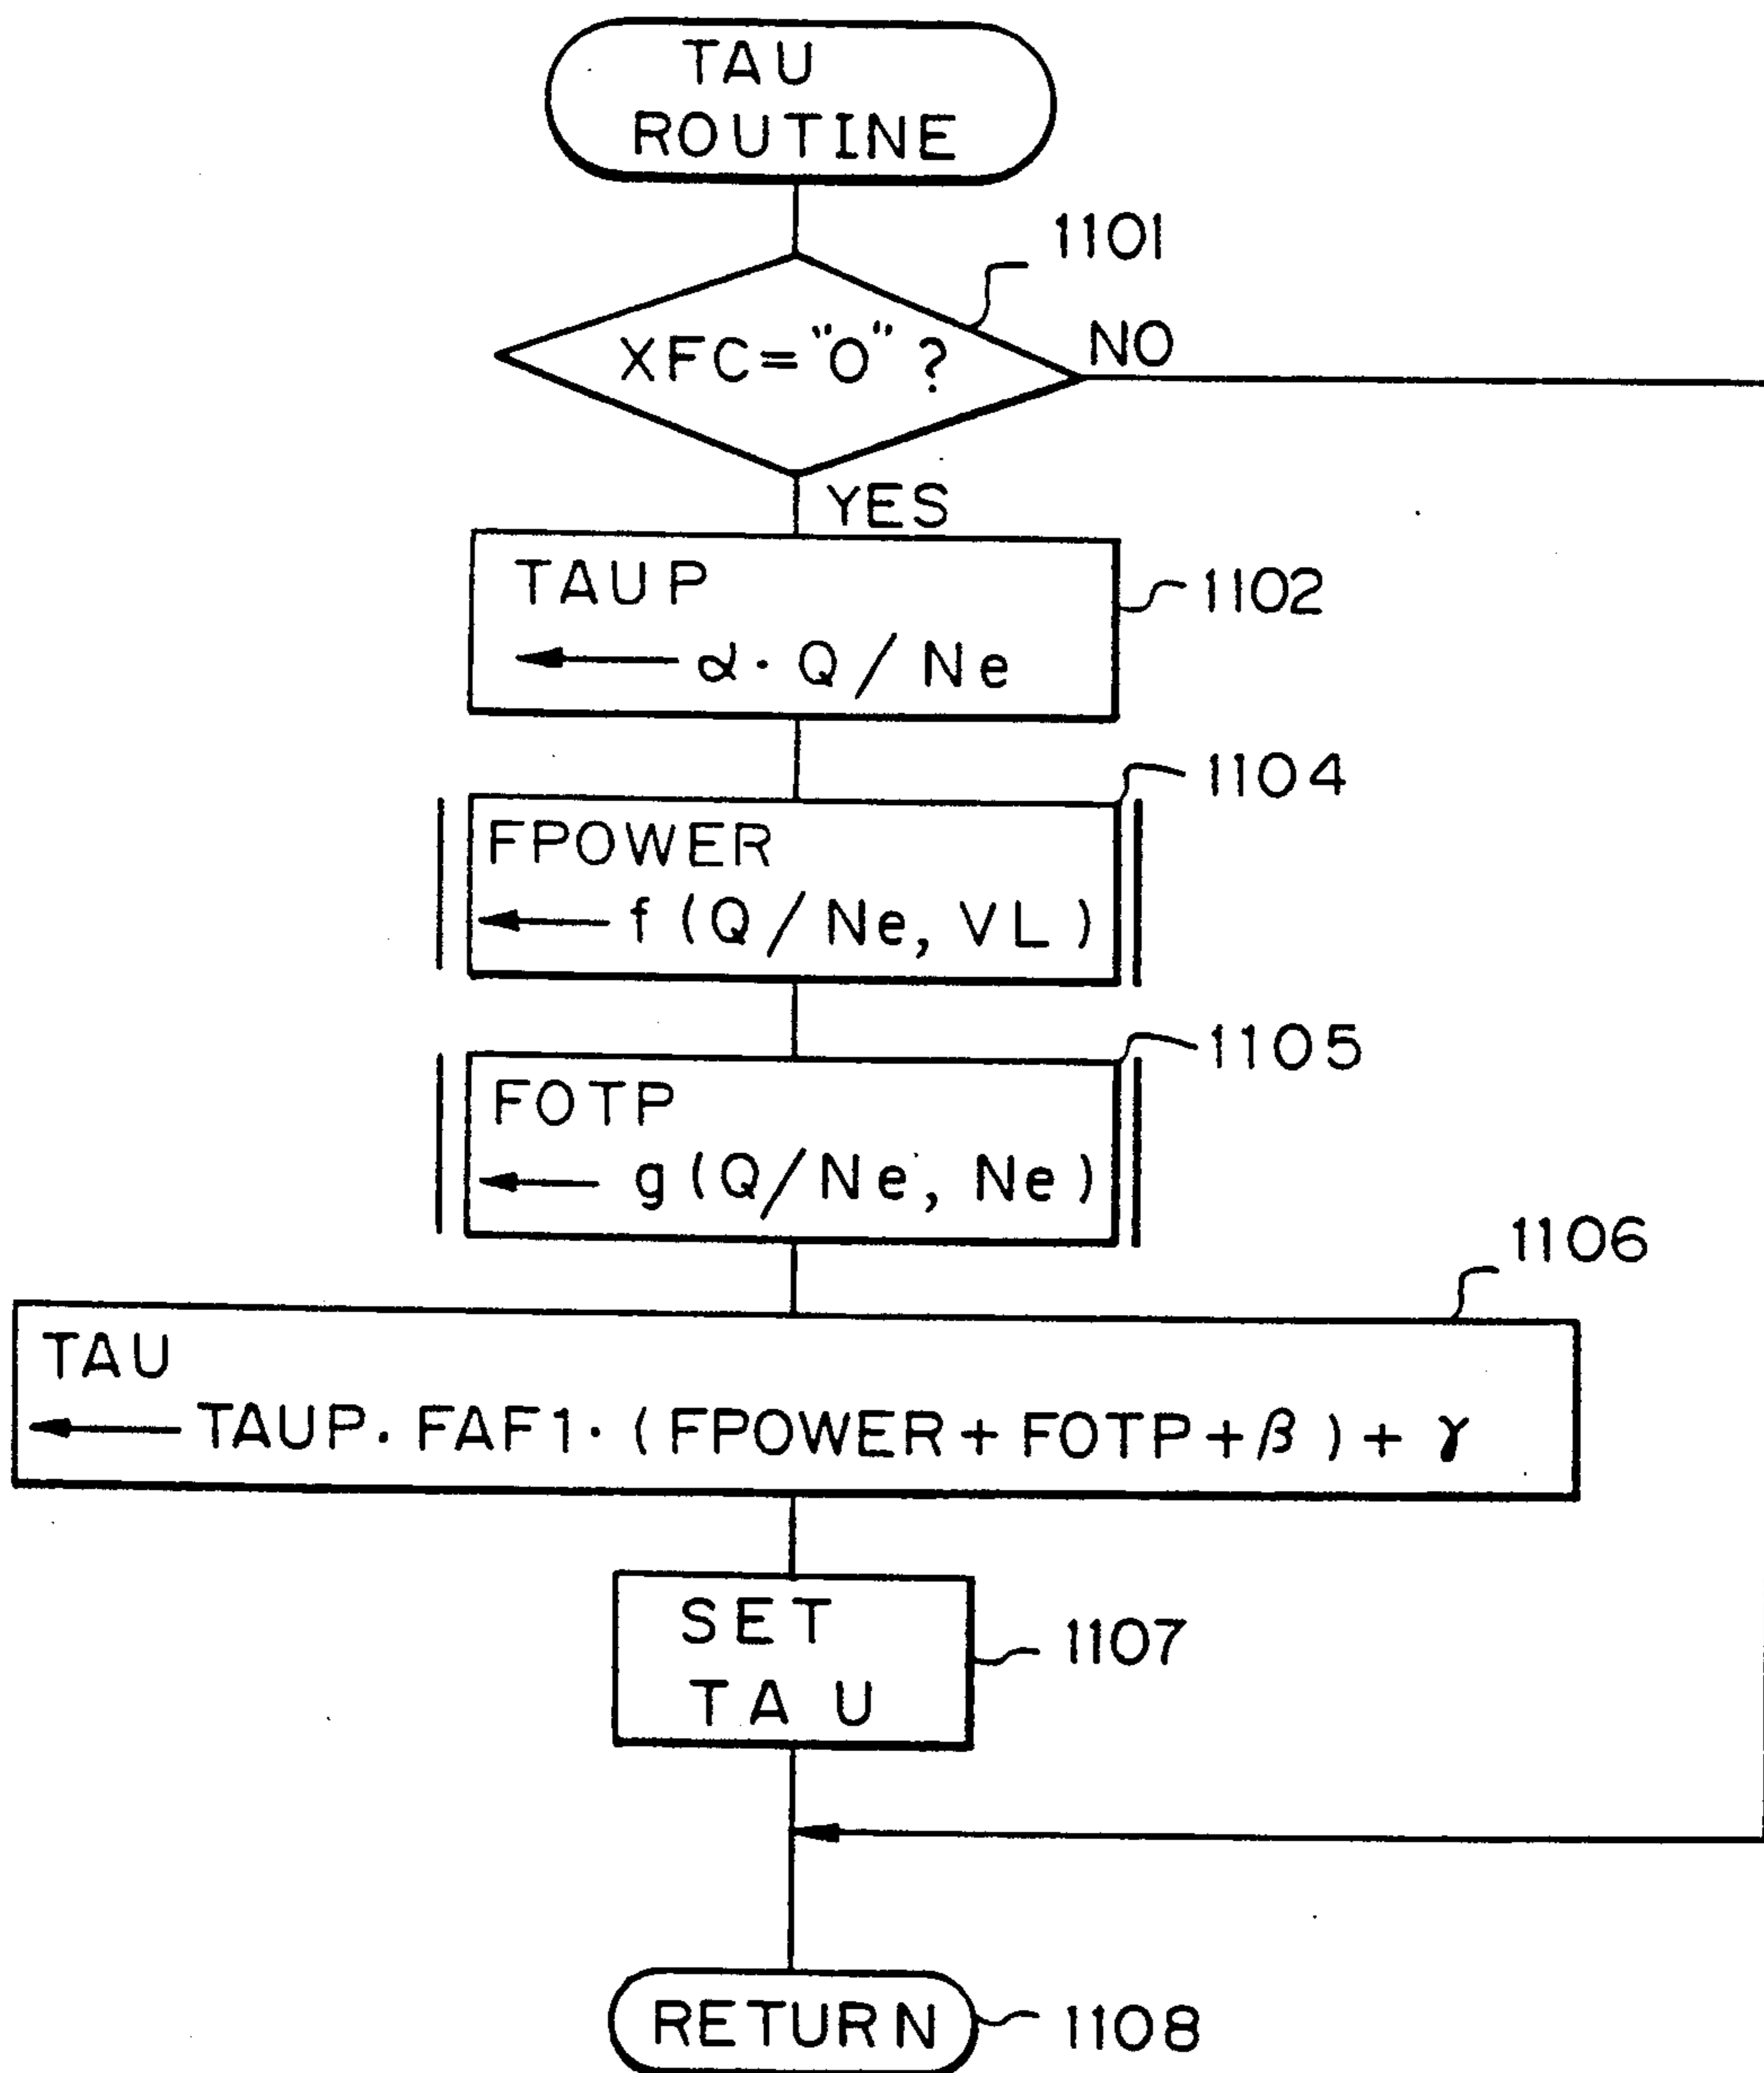 TAU
ROUTINE
1101
XFC="0"?
NO
YES
TAUP
1102
← α・Q/Ne
1104
FPOWER
← f(Q/Ne, VL)
1105
FOTP
← g(Q/Ne, Ne)
1106
TAU
← TAUP・FAF1・(FPOWER+FOTP+β)+γ
SET
TAU
1107
RETURN
1108